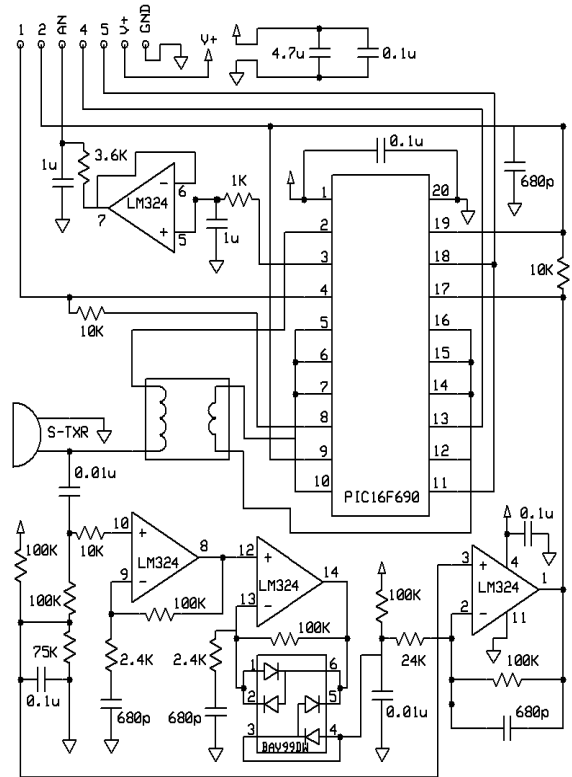 1 2 AN 4 5 V+ GND
V+
4.7u 0.1u
3.6K
1u
LM324
6
7
5
1K
1u
0.1u
680p
1 20
2 19
3 18
4 17
5 16
6 15
7 14
8 13
9 12
10 11
PIC16F690
10K
10K
S-TXR
0.01u
100K
10K
10
9
8
LM324
12
13
14
LM324
100K
100K
100K
75K
0.1u
2.4K
680p
2.4K
680p
1 6
2 5
3 4
BAV99DW
100K
24K
0.01u
0.1u
3
4
LM324
1
2
11
100K
680p